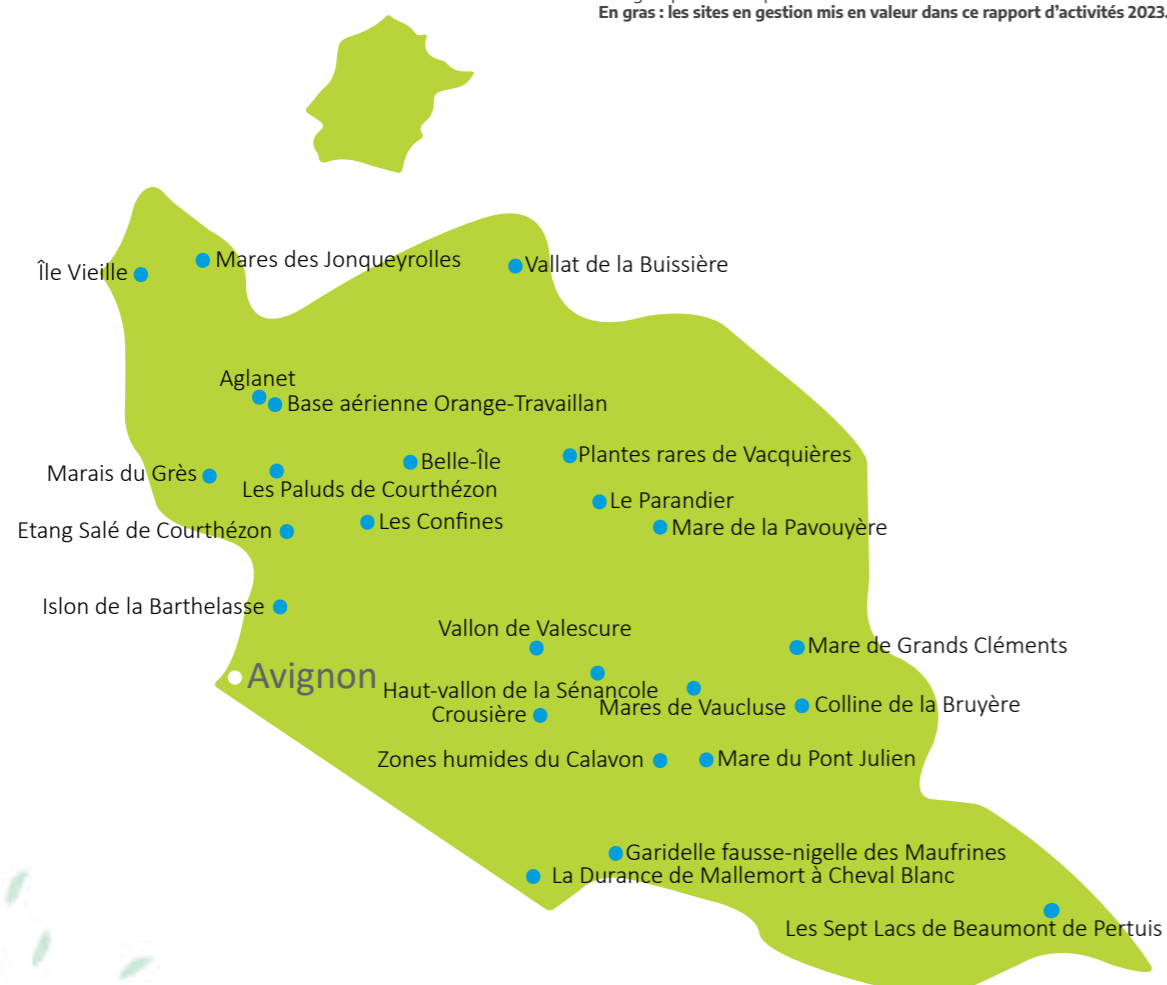 En gras : les sites en gestion mis en valeur dans ce rapport d'activités 2023.
Île Vieille
Mares des Jonqueyrolles
Vallat de la Buissière
Aglanet
Base aérienne Orange-Travaillan
Marais du Grès
Belle-Île
Plantes rares de Vacquières
Les Paluds de Courthézon
Le Parandier
Etang Salé de Courthézon
Les Confines
Mare de la Pavouyère
Islon de la Barthelasse
Vallon de Valescure
Mare de Grands Cléments
Avignon
Haut-vallon de la Sénancole
Mares de Vaucluse
Colline de la Bruyère
Crousière
Zones humides du Calavon
Mare du Pont Julien
Garidelle fausse-nigelle des Maufrines
La Durance de Mallemort à Cheval Blanc
Les Sept Lacs de Beaumont de Pertuis